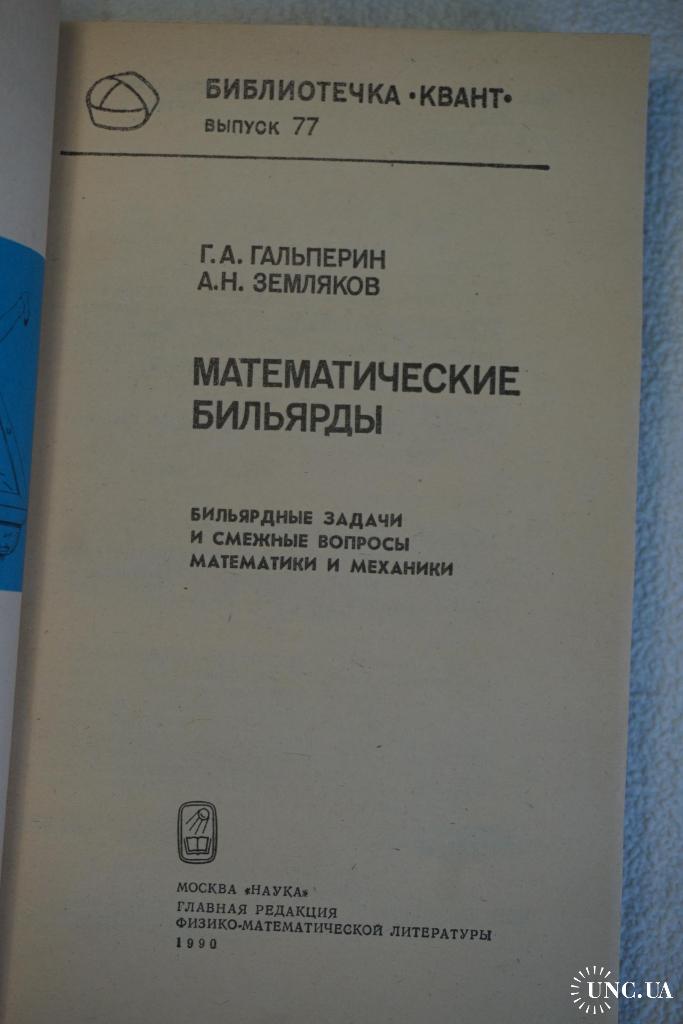 БИБЛИОТЕЧКА •КВАНТ•
ВЫПУСК 77
Г.А. ГАЛЬПЕРИН
А.Н. ЗЕМЛЯКОВ
МАТЕМАТИЧЕСКИЕ
БИЛЬЯРДЫ
БИЛЬЯРДНЫЕ ЗАДАЧИ
И СМЕЖНЫЕ ВОПРОСЫ
МАТЕМАТИКИ И МЕХАНИКИ
МОСКВА «НАУКА»
ГЛАВНАЯ РЕДАКЦИЯ
ФИЗИКО-МАТЕМАТИЧЕСКОЙ ЛИТЕРАТУРЫ
1990
UNC.UA